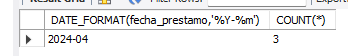 DATE_FORMAT(fecha_prestamo,'%Y-%m') COUNT(*)
2024-04 3